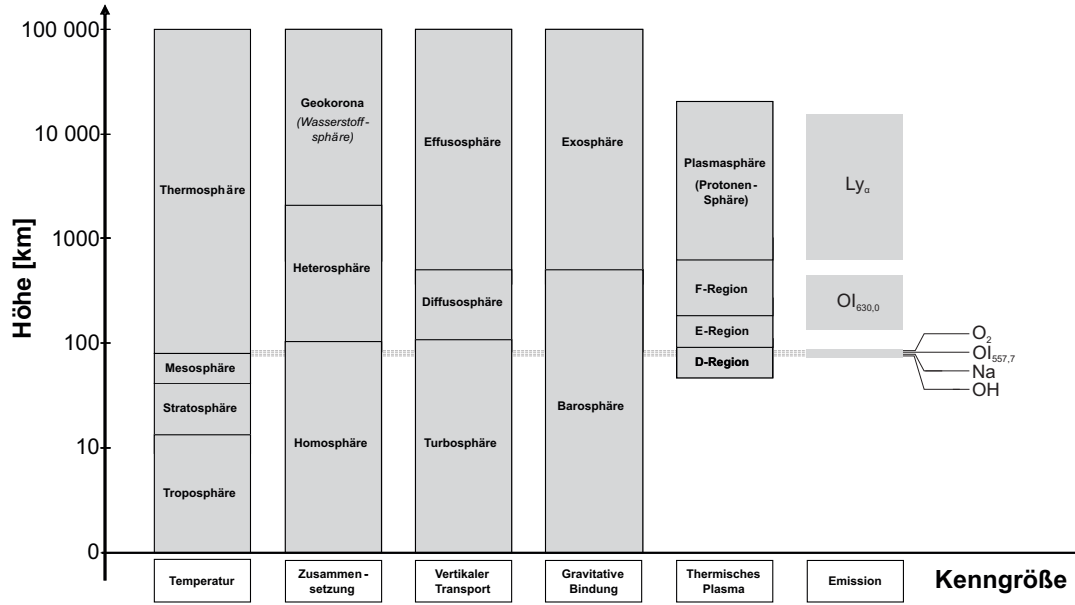 100 000
10 000
1000
100
10
0
Höhe [km]
Thermosphäre
Mesosphäre
Stratosphäre
Troposphäre
Geokorona
(Wasserstoff-
sphäre)
Heterosphäre
Homosphäre
Effusosphäre
Diffusosphäre
Turbosphäre
Exosphäre
Barosphäre
Plasmasphäre
(Protonen-
Sphäre)
F-Region
E-Region
D-Region
Lyα
OI630,0
O2
OI557,7
Na
OH
Temperatur
Zusammen-
setzung
Vertikaler
Transport
Gravitative
Bindung
Thermisches
Plasma
Emission
Kenngröße